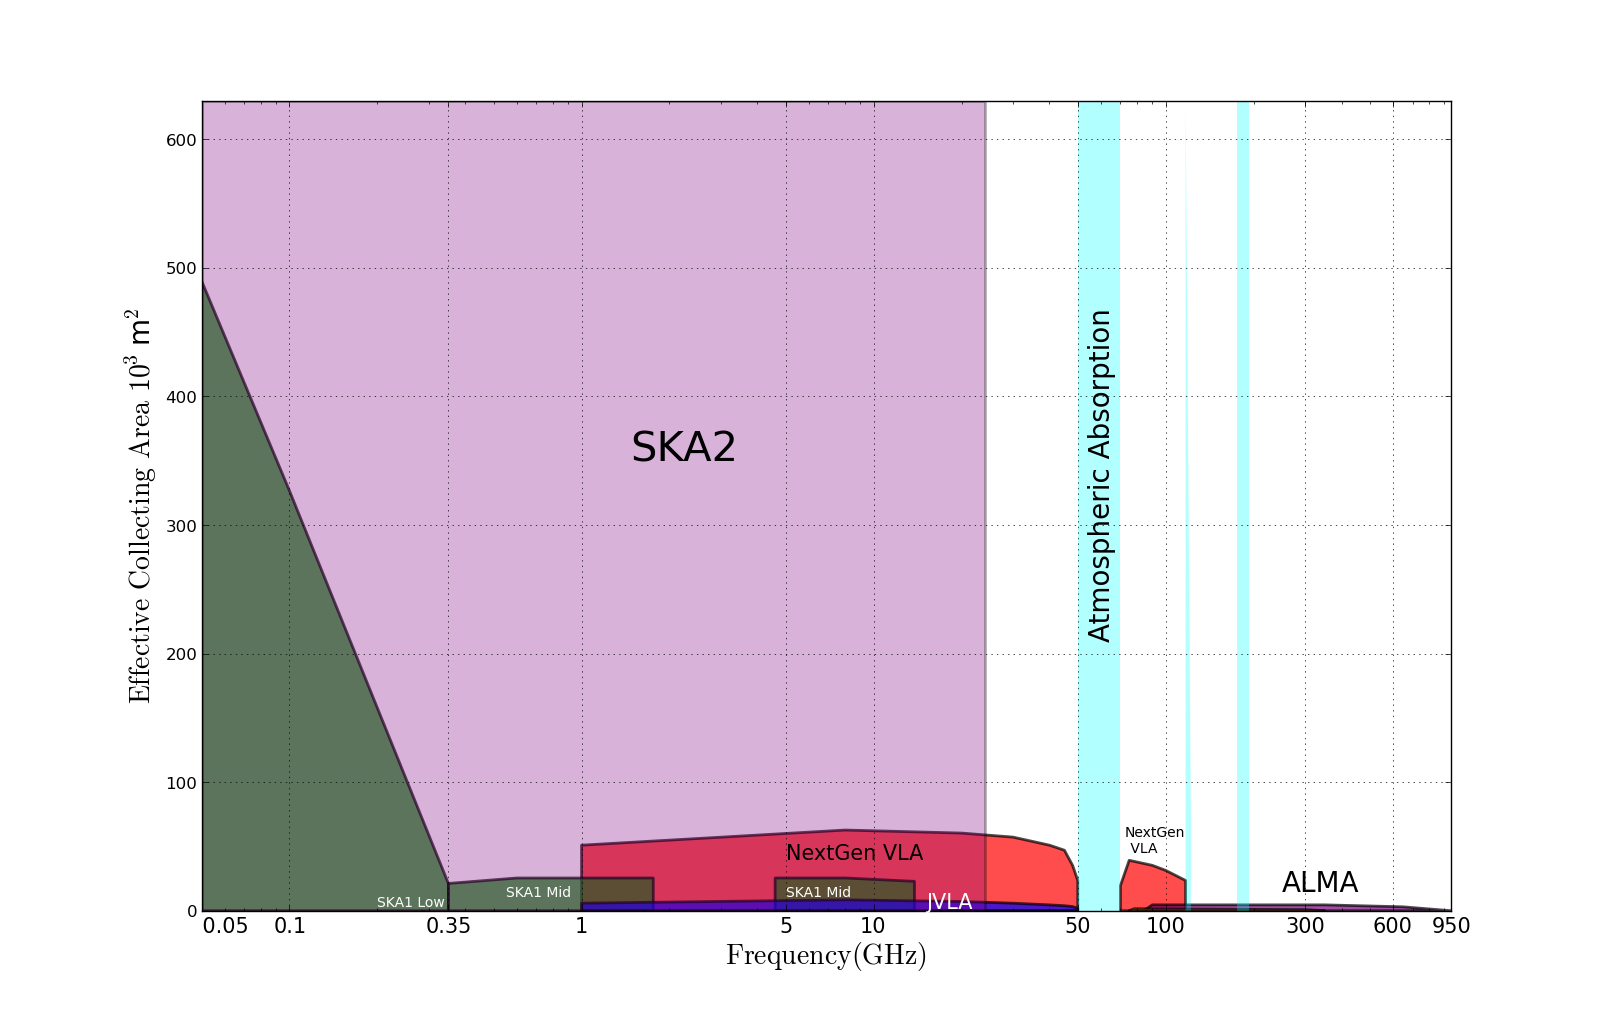 600
500
400
300
200
100
0
Effective Collecting Area 10³ m²
SKA2
Atmospheric Absorption
NextGen
VLA
NextGen VLA
ALMA
SKA1 Mid
SKA1 Mid
SKA1 Low
JVLA
0.05 0.1 0.35 1 5 10 50 100 300 600 950
Frequency(GHz)